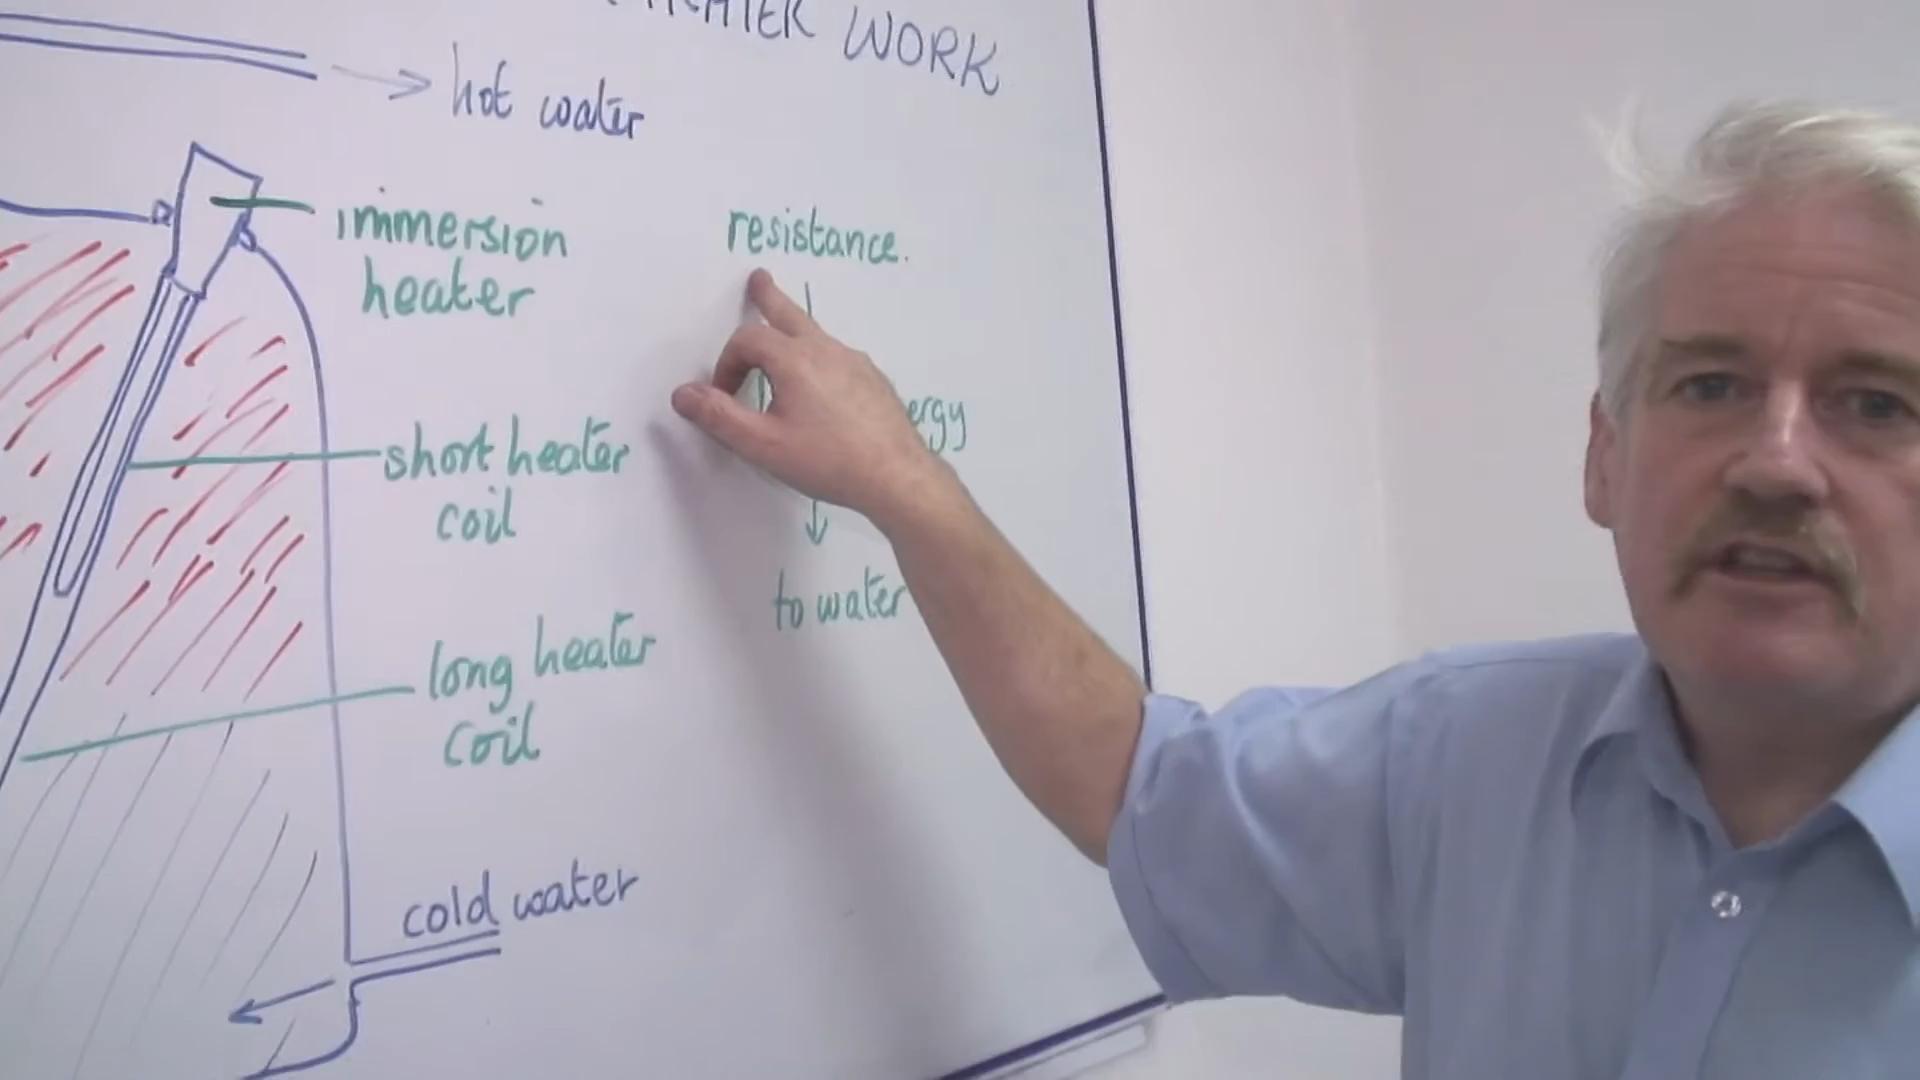 WORK
hot water
immersion
heater
resistance.
short heater
coil
to water
long heater
coil
cold water